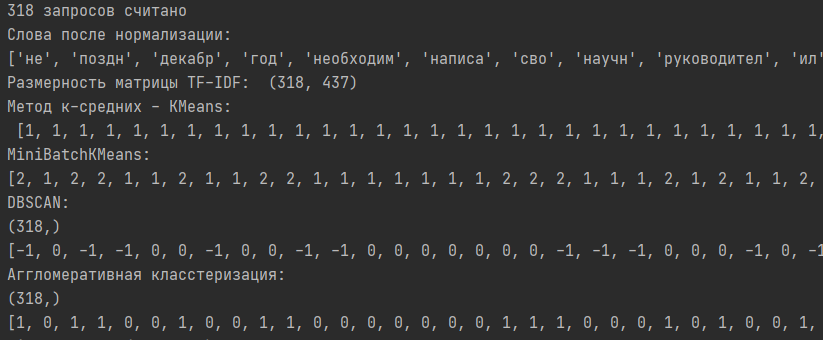 318 запросов считано
Слова после нормализации:
['не', 'поздн', 'декабр', 'год', 'необходим', 'написа', 'сво', 'научн', 'руководител', 'ил'
Размерность матрицы TF-IDF:  (318, 437)
Метод к-средних - KMeans:
 [1, 1, 1, 1, 1, 1, 1, 1, 1, 1, 1, 1, 1, 1, 1, 1, 1, 1, 1, 1, 1, 1, 1, 1, 1, 1, 1, 1, 1, 1,
MiniBatchKMeans:
[2, 1, 2, 2, 1, 1, 2, 1, 1, 2, 2, 1, 1, 1, 1, 1, 1, 1, 2, 2, 2, 1, 1, 1, 2, 1, 2, 1, 1, 2,
DBSCAN:
(318,)
[-1, 0, -1, -1, 0, 0, -1, 0, 0, -1, -1, 0, 0, 0, 0, 0, 0, 0, -1, -1, -1, 0, 0, 0, -1, 0, -1
Аггломеративная класстеризация:
(318,)
[1, 0, 1, 1, 0, 0, 1, 0, 0, 1, 1, 0, 0, 0, 0, 0, 0, 0, 1, 1, 1, 0, 0, 0, 1, 0, 1, 0, 0, 1,